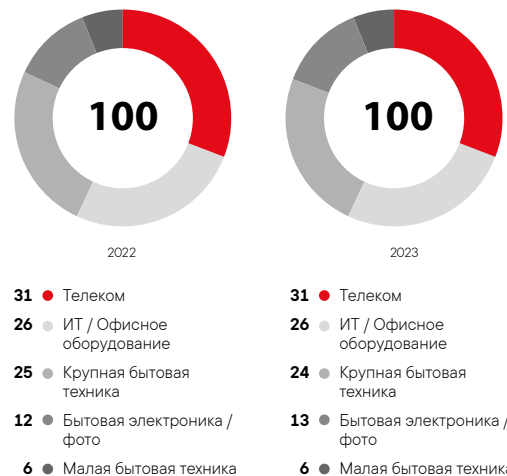 100
100
2022
2023
31 Телеком
26 ИТ / Офисное
оборудование
25 Крупная бытовая
техника
12 Бытовая электроника /
фото
6 Малая бытовая техника
31 Телеком
26 ИТ / Офисное
оборудование
24 Крупная бытовая
техника
13 Бытовая электроника /
фото
6 Малая бытовая техника